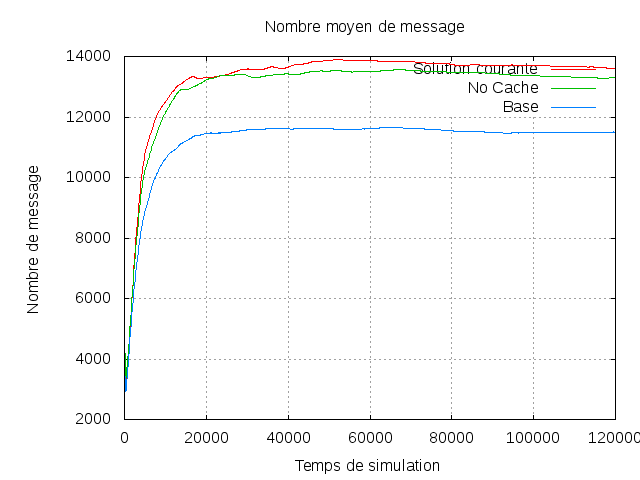 Nombre moyen de message
14000
12000
10000
8000
6000
4000
2000
Nombre de message
Solution courante
No Cache
Base
0 20000 40000 60000 80000 100000 120000
Temps de simulation